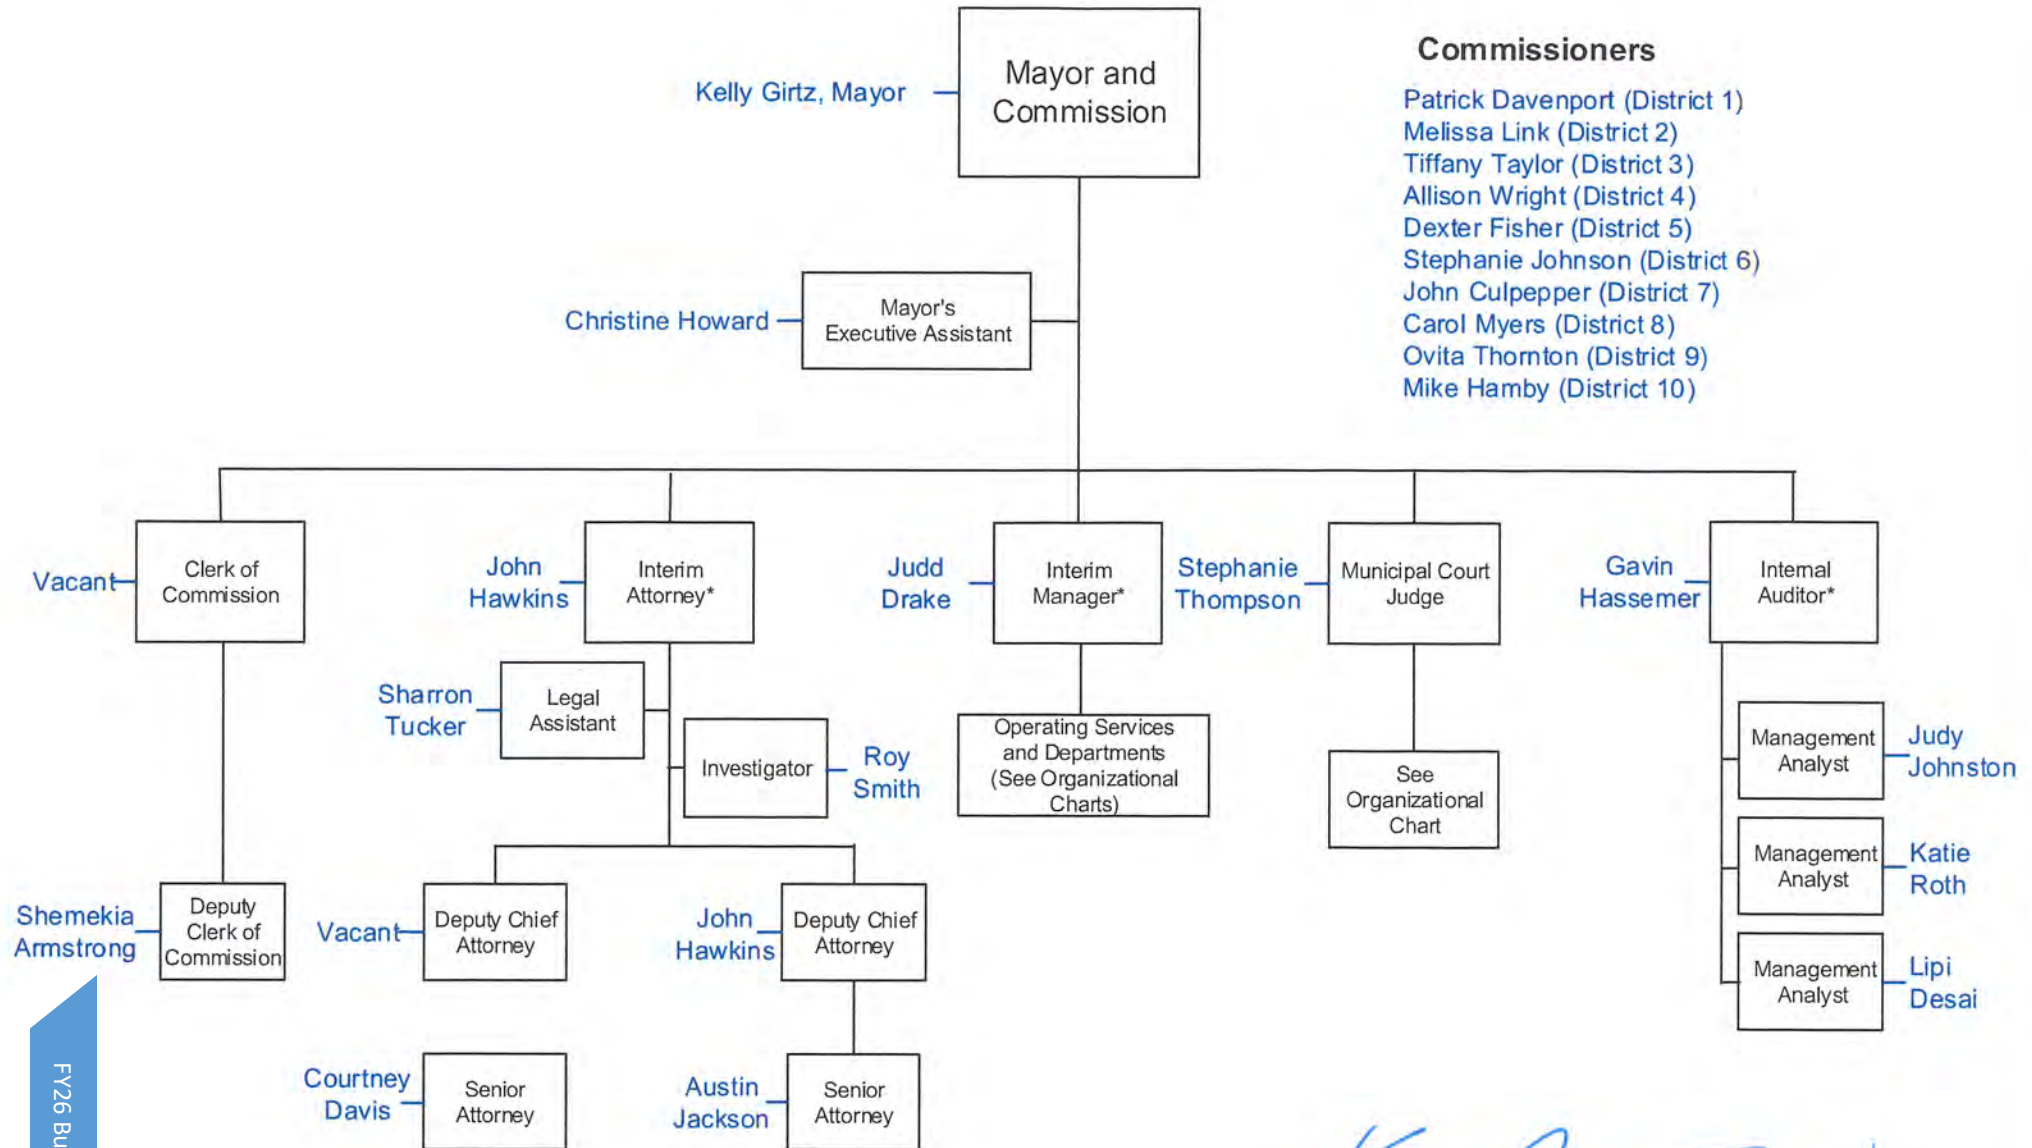 Mayor and
Commission
Kelly Girtz, Mayor
Commissioners
Patrick Davenport (District 1)
Melissa Link (District 2)
Tiffany Taylor (District 3)
Allison Wright (District 4)
Dexter Fisher (District 5)
Stephanie Johnson (District 6)
John Culpepper (District 7)
Carol Myers (District 8)
Ovita Thornton (District 9)
Mike Hamby (District 10)
Christine Howard
Mayor's
Executive Assistant
Vacant
Clerk of
Commission
John
Hawkins
Interim
Attorney*
Judd
Drake
Interim
Manager*
Stephanie
Thompson
Municipal Court
Judge
Gavin
Hassemer
Internal
Auditor*
Sharron
Tucker
Legal
Assistant
Investigator
Roy
Smith
Operating Services
and Departments
(See Organizational
Charts)
See
Organizational
Chart
Management
Analyst
Judy
Johnston
Management
Analyst
Katie
Roth
Management
Analyst
Lipi
Desai
Shemekia
Armstrong
Deputy
Clerk of
Commission
Vacant
Deputy Chief
Attorney
John
Hawkins
Deputy Chief
Attorney
Courtney
Davis
Senior
Attorney
Austin
Jackson
Senior
Attorney
FY26 Bu